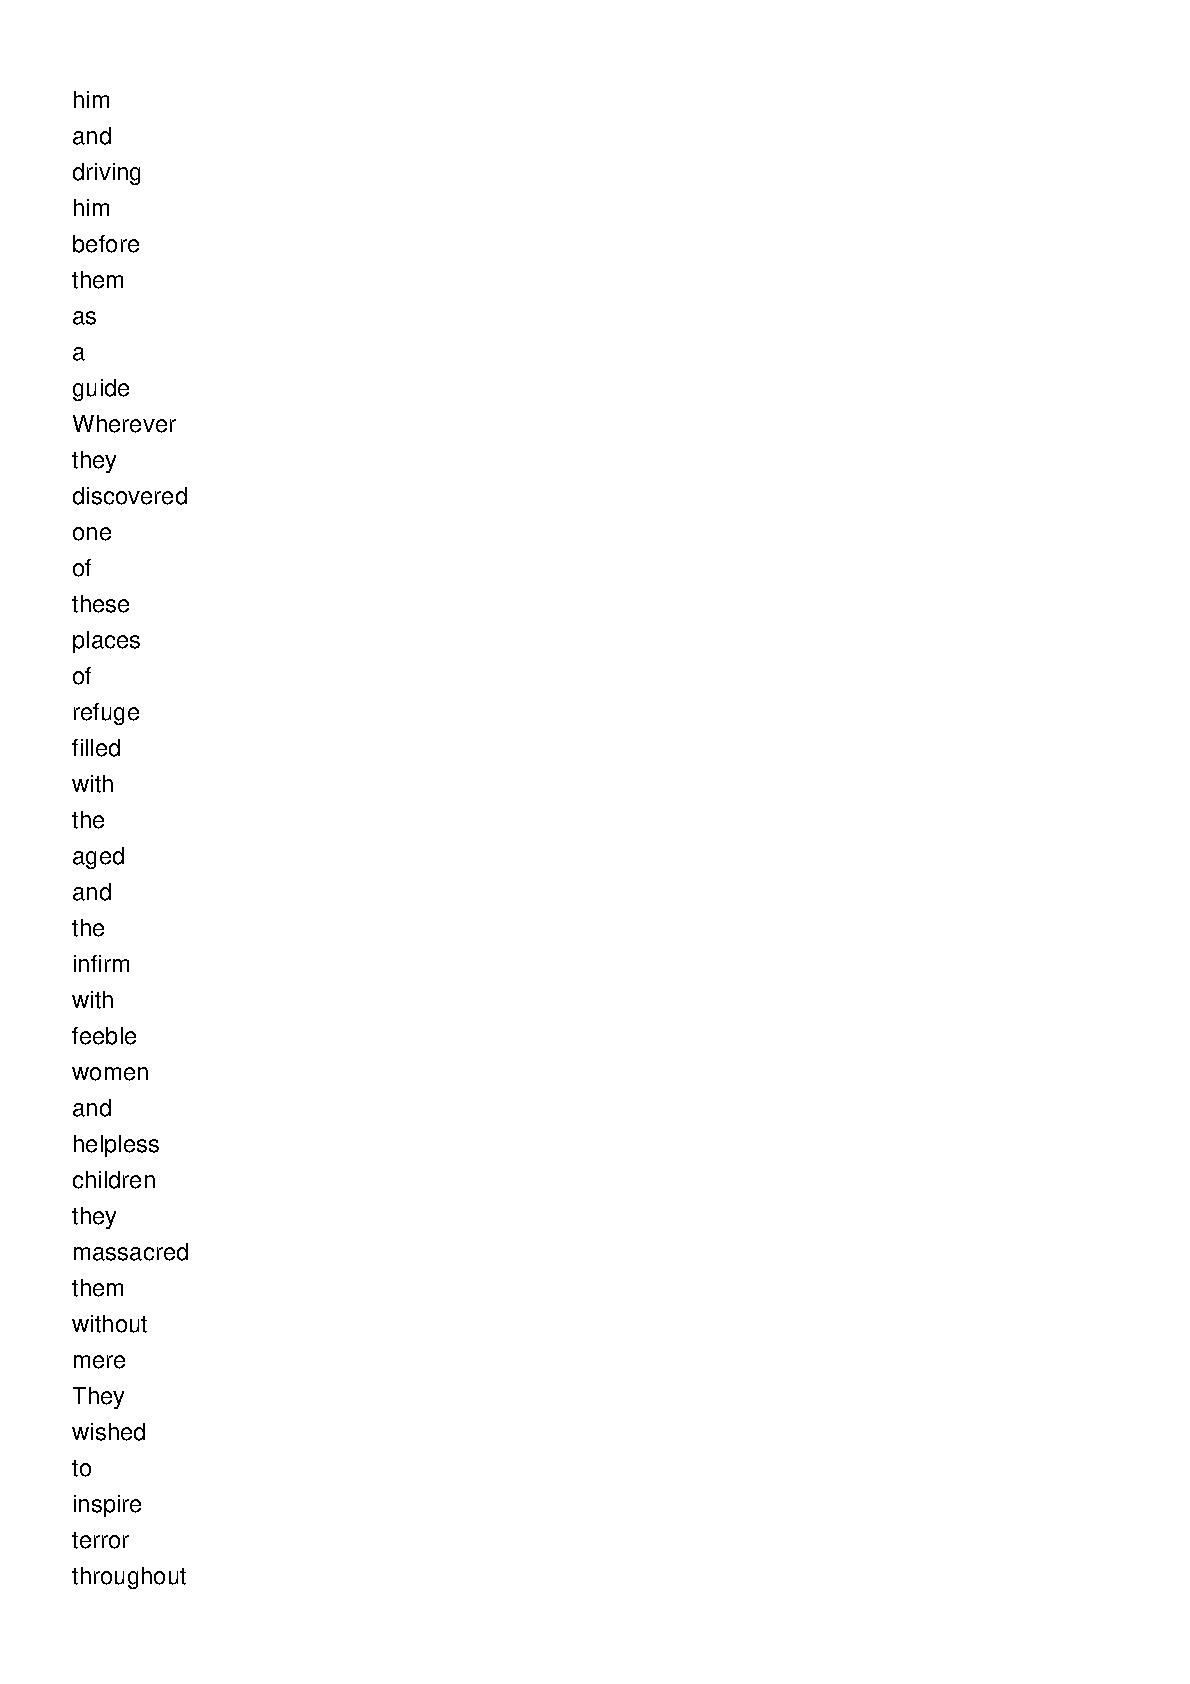 him
and
driving
him
before
them
as
a
guide
Wherever
they
discovered
one
of
these
places
of
refuge
filled
with
the
aged
and
the
infirm
with
feeble
women
and
helpless
children
they
massacred
them
without
mere
They
wished
to
inspire
terror
throughout